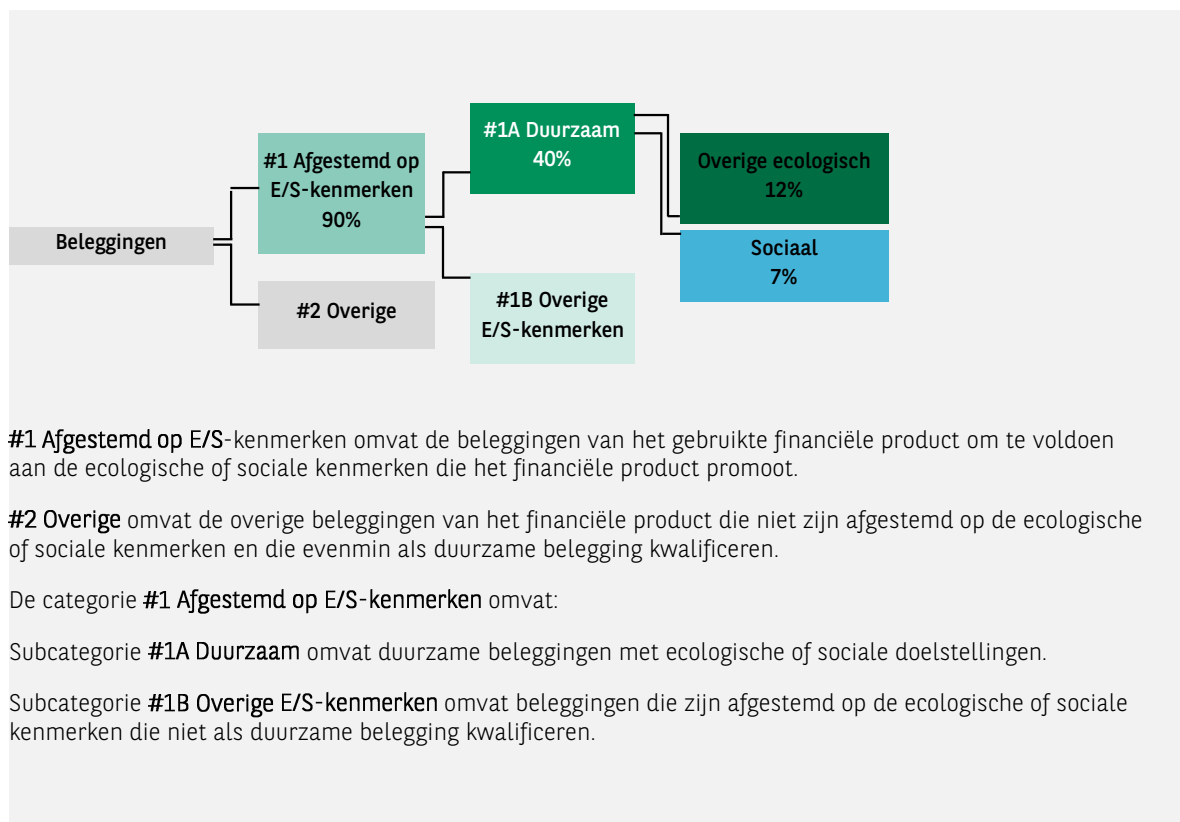 #1A Duurzaam
40%
#1 Afgestemd op
E/S-kenmerken
90%
Overige ecologisch
12%
Beleggingen
Sociaal
7%
#2 Overige
#1B Overige
E/S-kenmerken
#1 Afgestemd op E/S-kenmerken omvat de beleggingen van het gebruikte financiële product om te voldoen
aan de ecologische of sociale kenmerken die het financiële product promoot.
#2 Overige omvat de overige beleggingen van het financiële product die niet zijn afgestemd op de ecologische
of sociale kenmerken en die evenmin als duurzame belegging kwalificeren.
De categorie #1 Afgestemd op E/S-kenmerken omvat:
Subcategorie #1A Duurzaam omvat duurzame beleggingen met ecologische of sociale doelstellingen.
Subcategorie #1B Overige E/S-kenmerken omvat beleggingen die zijn afgestemd op de ecologische of sociale
kenmerken die niet als duurzame belegging kwalificeren.